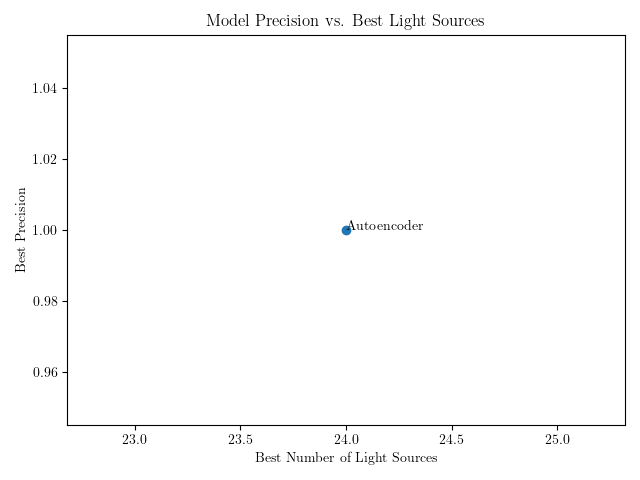 Model Precision vs. Best Light Sources
1.04
1.02
1.00
0.98
0.96
Best Precision
Autoencoder
23.0 23.5 24.0 24.5 25.0
Best Number of Light Sources